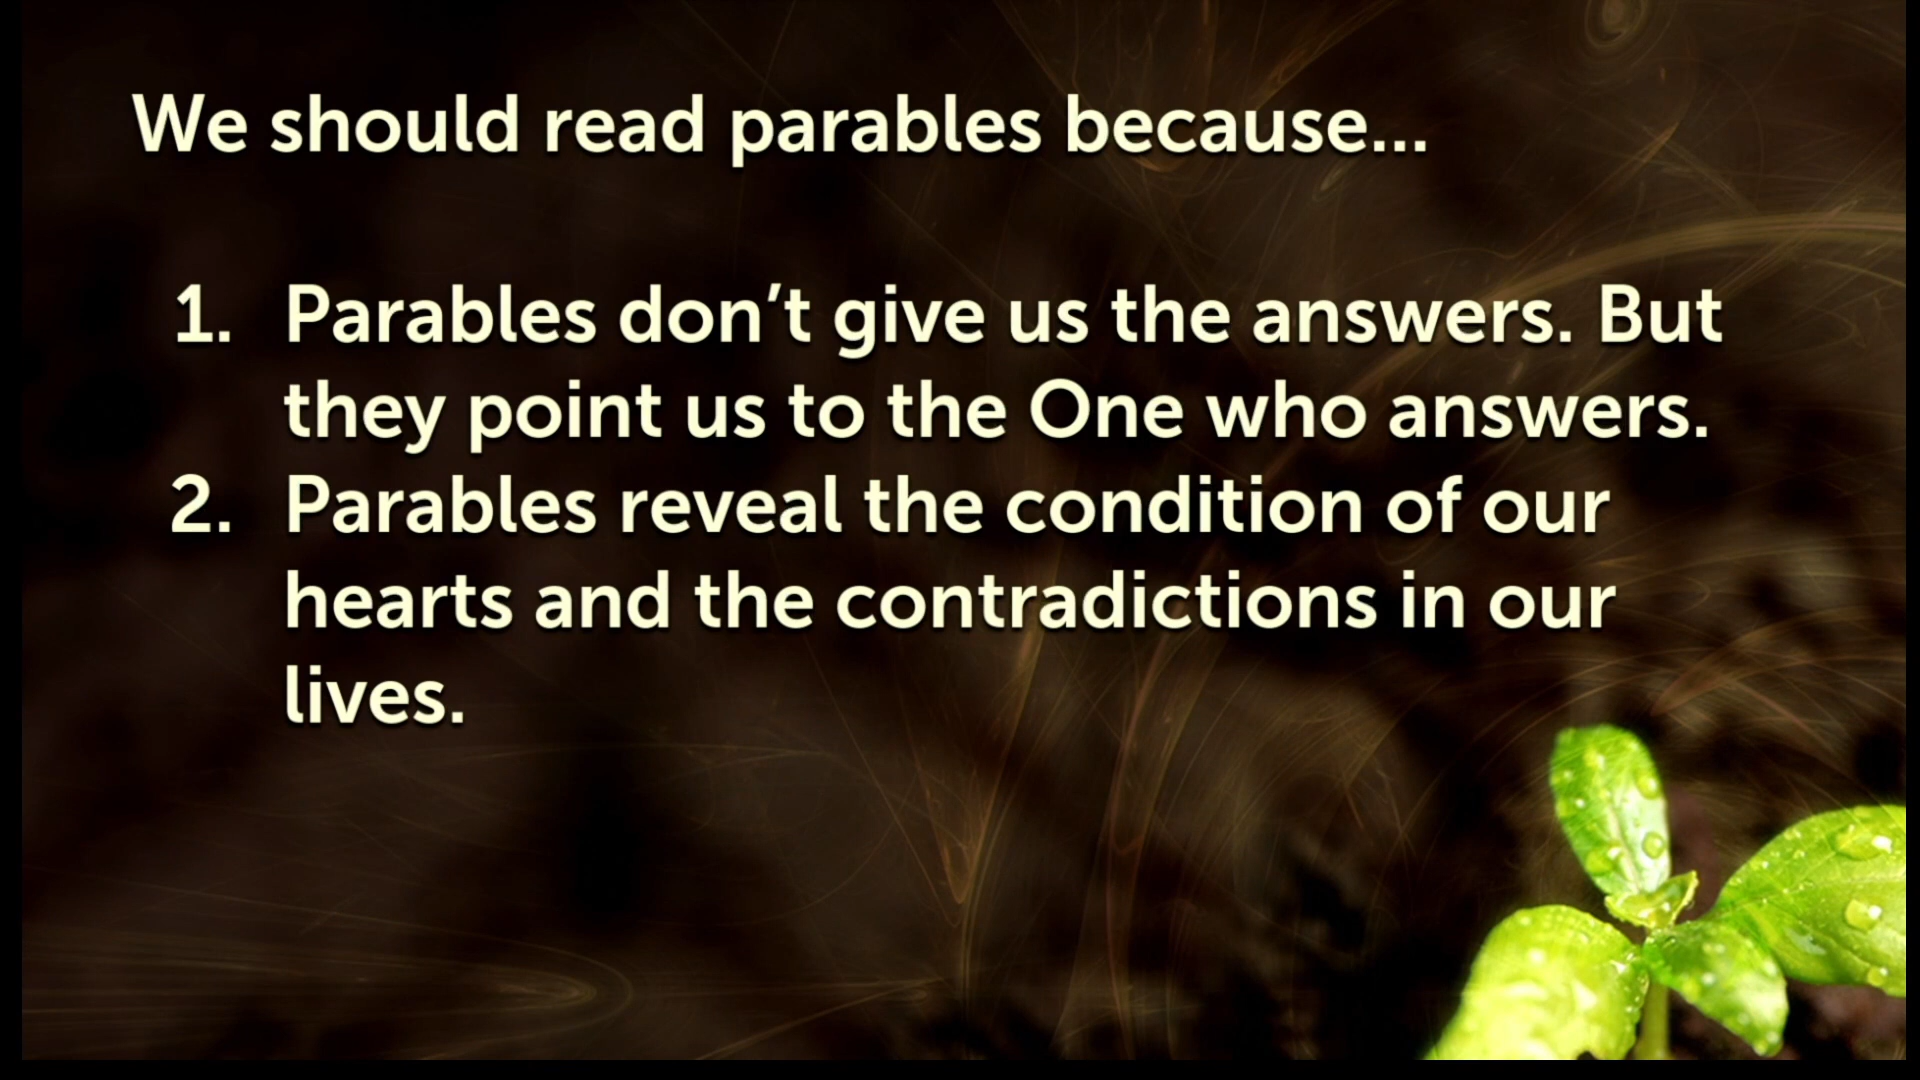 We should read parables because...
1. Parables don’t give us the answers. But
they point us to the One who answers.
2. Parables reveal the condition of our
hearts and the contradictions in our
lives.